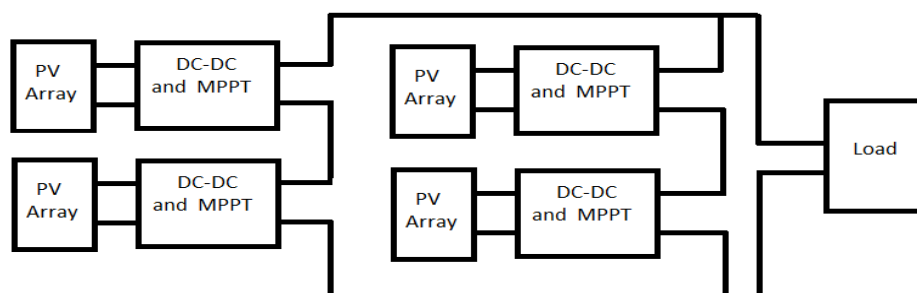 PV
Array
DC-DC
and MPPT
PV
Array
DC-DC
and MPPT
Load
PV
Array
DC-DC
and MPPT
PV
Array
DC-DC
and MPPT